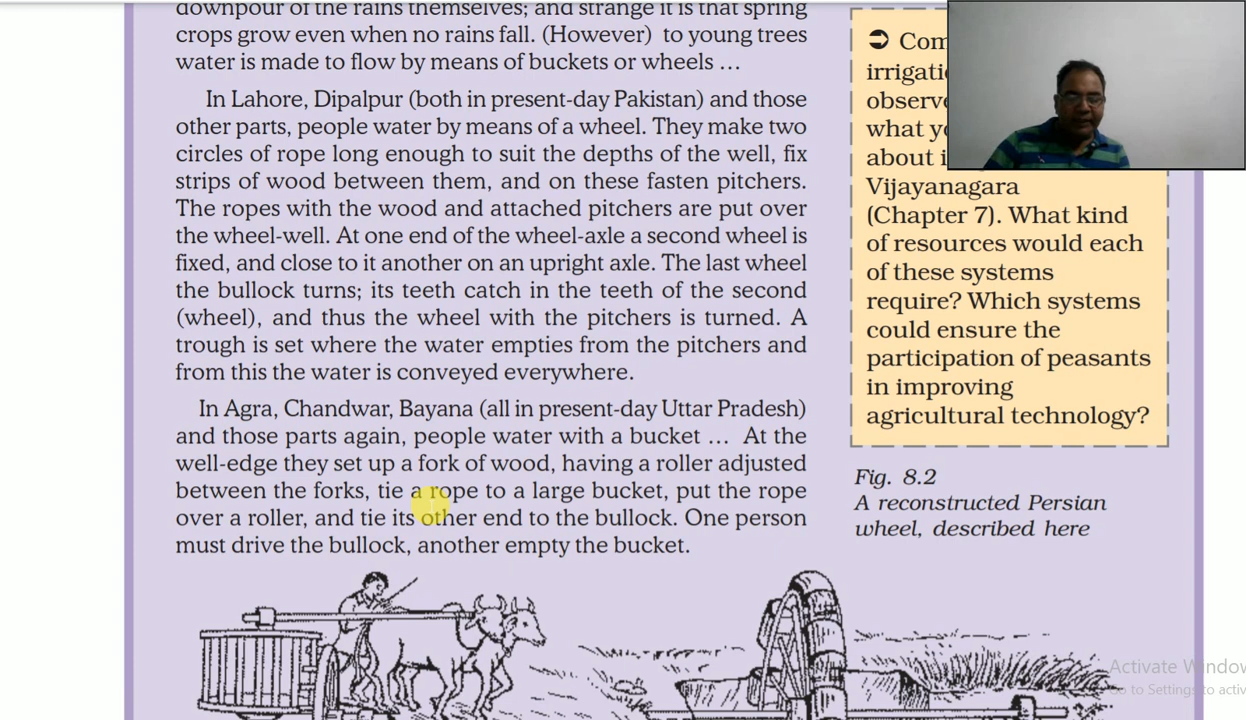 downpour of the rains themselves; and strange it is that spring
crops grow even when no rains fall. (However) to young trees
water is made to flow by means of buckets or wheels ...
In Lahore, Dipalpur (both in present-day Pakistan) and those
other parts, people water by means of a wheel. They make two
circles of rope long enough to suit the depths of the well, fix
strips of wood between them, and on these fasten pitchers.
The ropes with the wood and attached pitchers are put over
the wheel-well. At one end of the wheel-axle a second wheel is
fixed, and close to it another on an upright axle. The last wheel
the bullock turns; its teeth catch in the teeth of the second
(wheel), and thus the wheel with the pitchers is turned. A
trough is set where the water empties from the pitchers and
from this the water is conveyed everywhere.
In Agra, Chandwar, Bayana (all in present-day Uttar Pradesh)
and those parts again, people water with a bucket ... At the
well-edge they set up a fork of wood, having a roller adjusted
between the forks, tie a rope to a large bucket, put the rope
over a roller, and tie its other end to the bullock. One person
must drive the bullock, another empty the bucket.
➲ Com
irrigati
observe
what yo
about i
Vijayanagara
(Chapter 7). What kind
of resources would each
of these systems
require? Which systems
could ensure the
participation of peasants
in improving
agricultural technology?
Fig. 8.2
A reconstructed Persian
wheel, described here
Activate Window
Go to Settings to activ